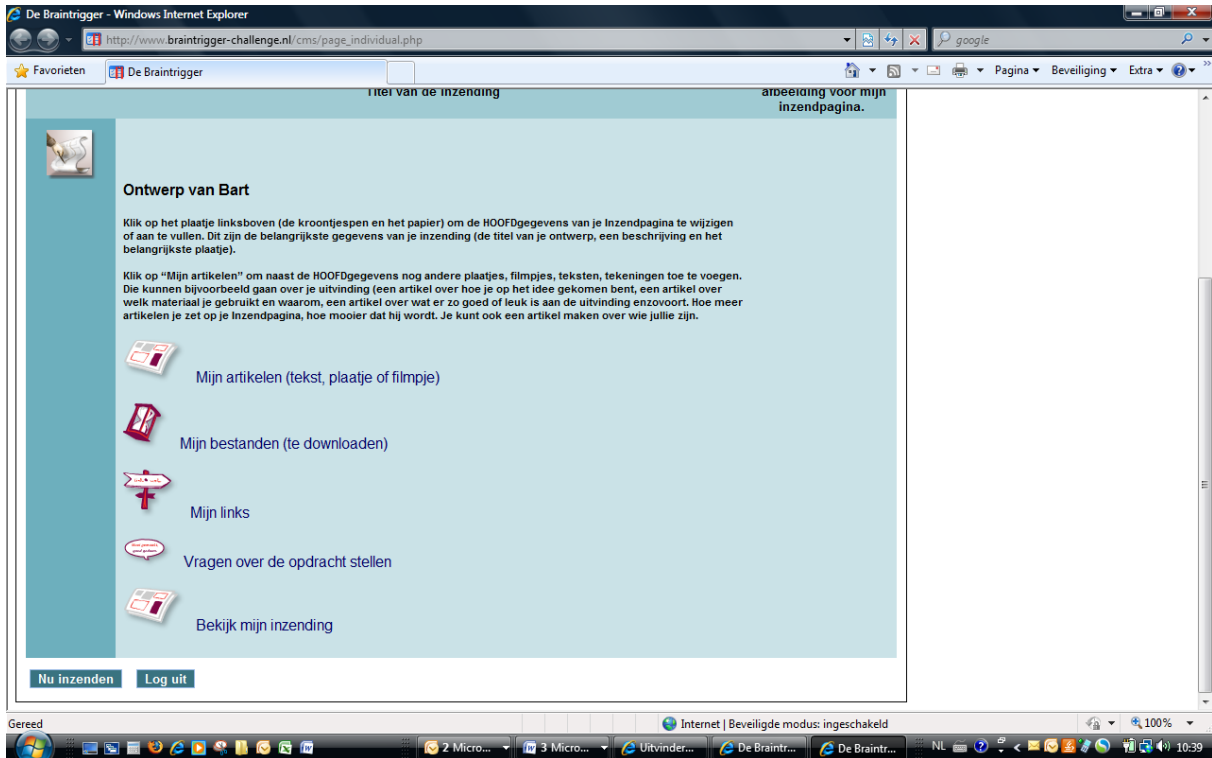 De Braintrigger - Windows Internet Explorer
http://www.braintrigger-challenge.nl/cms/page_individual.php
google
Favorieten
De Braintrigger
Pagina
Beveiliging
Extra
Titel van de inzending
afbeelding voor mijn
inzendpagina.
Ontwerp van Bart
Klik op het plaatje linksboven (de kroontjespen en het papier) om de HOOFDgegevens van je Inzendpagina te wijzigen
of aan te vullen. Dit zijn de belangrijkste gegevens van je inzending (de titel van je ontwerp, een beschrijving en het
belangrijkste plaatje).
Klik op “Mijn artikelen” om naast de HOOFDgegevens nog andere plaatjes, filmpjes, teksten, tekeningen toe te voegen.
Die kunnen bijvoorbeeld gaan over je uitvinding (een artikel over hoe je op het idee gekomen bent, een artikel over
welk materiaal je gebruikt en waarom, een artikel over wat er zo goed of leuk is aan de uitvinding enzovoort. Hoe meer
artikelen je zet op je Inzendpagina, hoe mooier dat hij wordt. Je kunt ook een artikel maken over wie jullie zijn.
Mijn artikelen (tekst, plaatje of filmpje)
Mijn bestanden (te downloaden)
Mijn links
Vragen over de opdracht stellen
Bekijk mijn inzending
Nu inzenden
Log uit
Gereed
Internet | Beveiligde modus: ingeschakeld
100%
2 Micro...
3 Micro...
Uitvinder...
De Braintr...
De Braintr...
NL
10:39